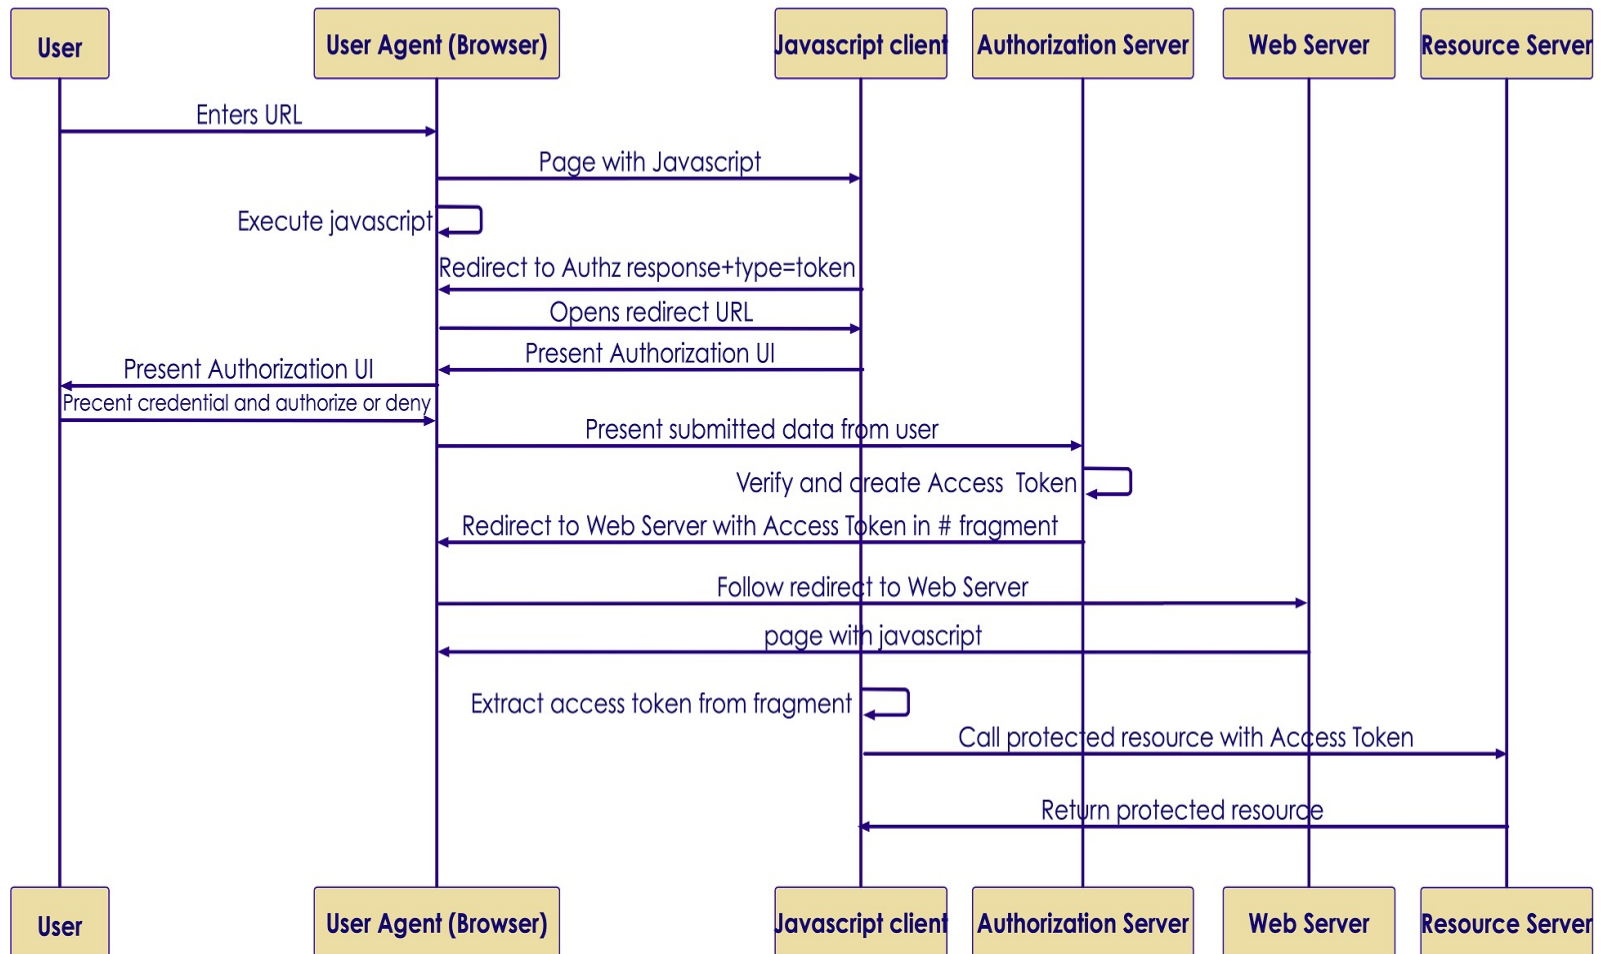 User
User Agent (Browser)
Javascript client
Authorization Server
Web Server
Resource Server
Enters URL
Page with Javascript
Execute javascript
Redirect to Authz response+type=token
Opens redirect URL
Present Authorization UI
Present Authorization UI
Precent credential and authorize or deny
Present submitted data from user
Verify and create Access Token
Redirect to Web Server with Access Token in # fragment
Follow redirect to Web Server
page with javascript
Extract access token from fragment
Call protected resource with Access Token
Return protected resource
User
User Agent (Browser)
Javascript client
Authorization Server
Web Server
Resource Server